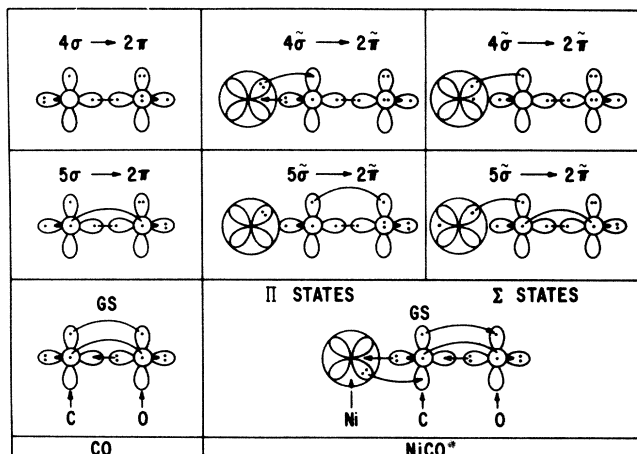 4σ → 2π
4σ̃ → 2π̃
4σ̃ → 2π̃
5σ → 2π
5σ̃ → 2π̃
5σ̃ → 2π̃
Π STATES
Σ STATES
GS
GS
C
O
Ni
C
O
CO
NiCO*